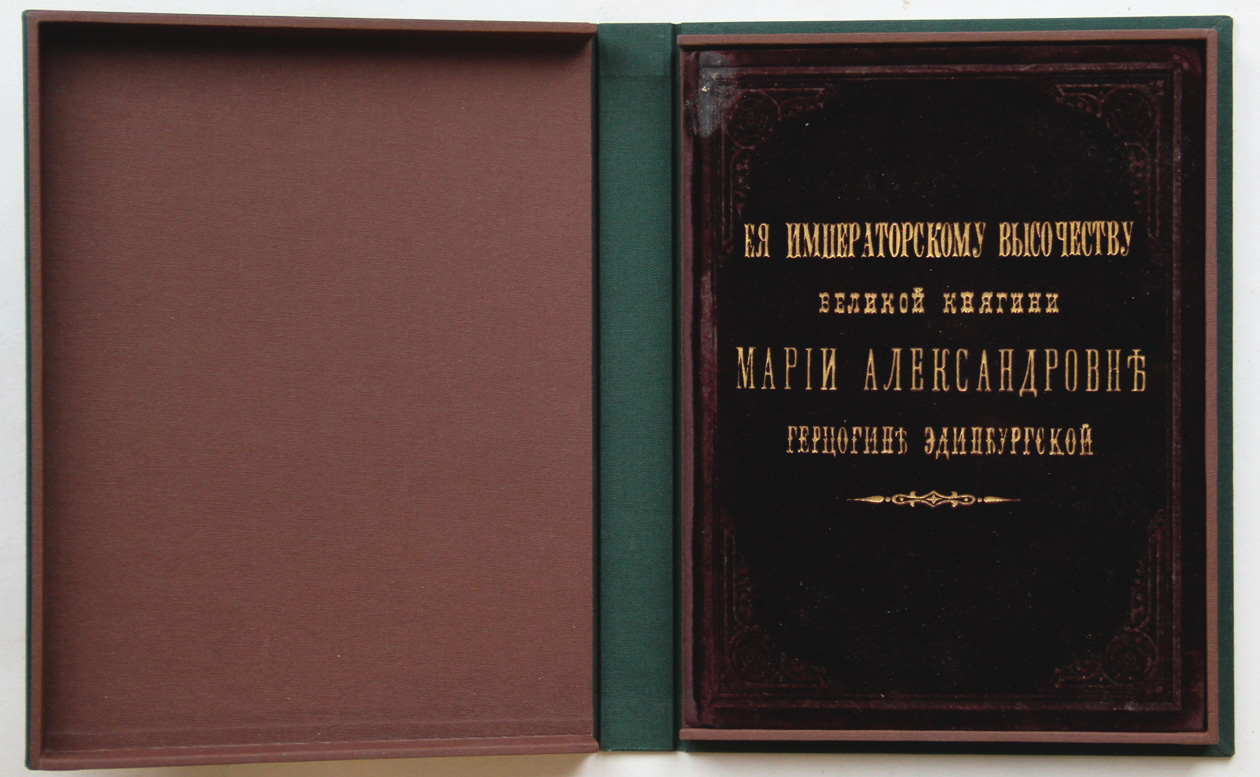 ЕЯ ИМПЕРАТОРСКОМУ ВЫСОЧЕСТВУ
ВЕЛИКОЙ КНЯГИНИ
МАРІИ АЛЕКСАНДРОВНѢ
ГЕРЦОГИНѢ ЭДИНБУРГСКОЙ